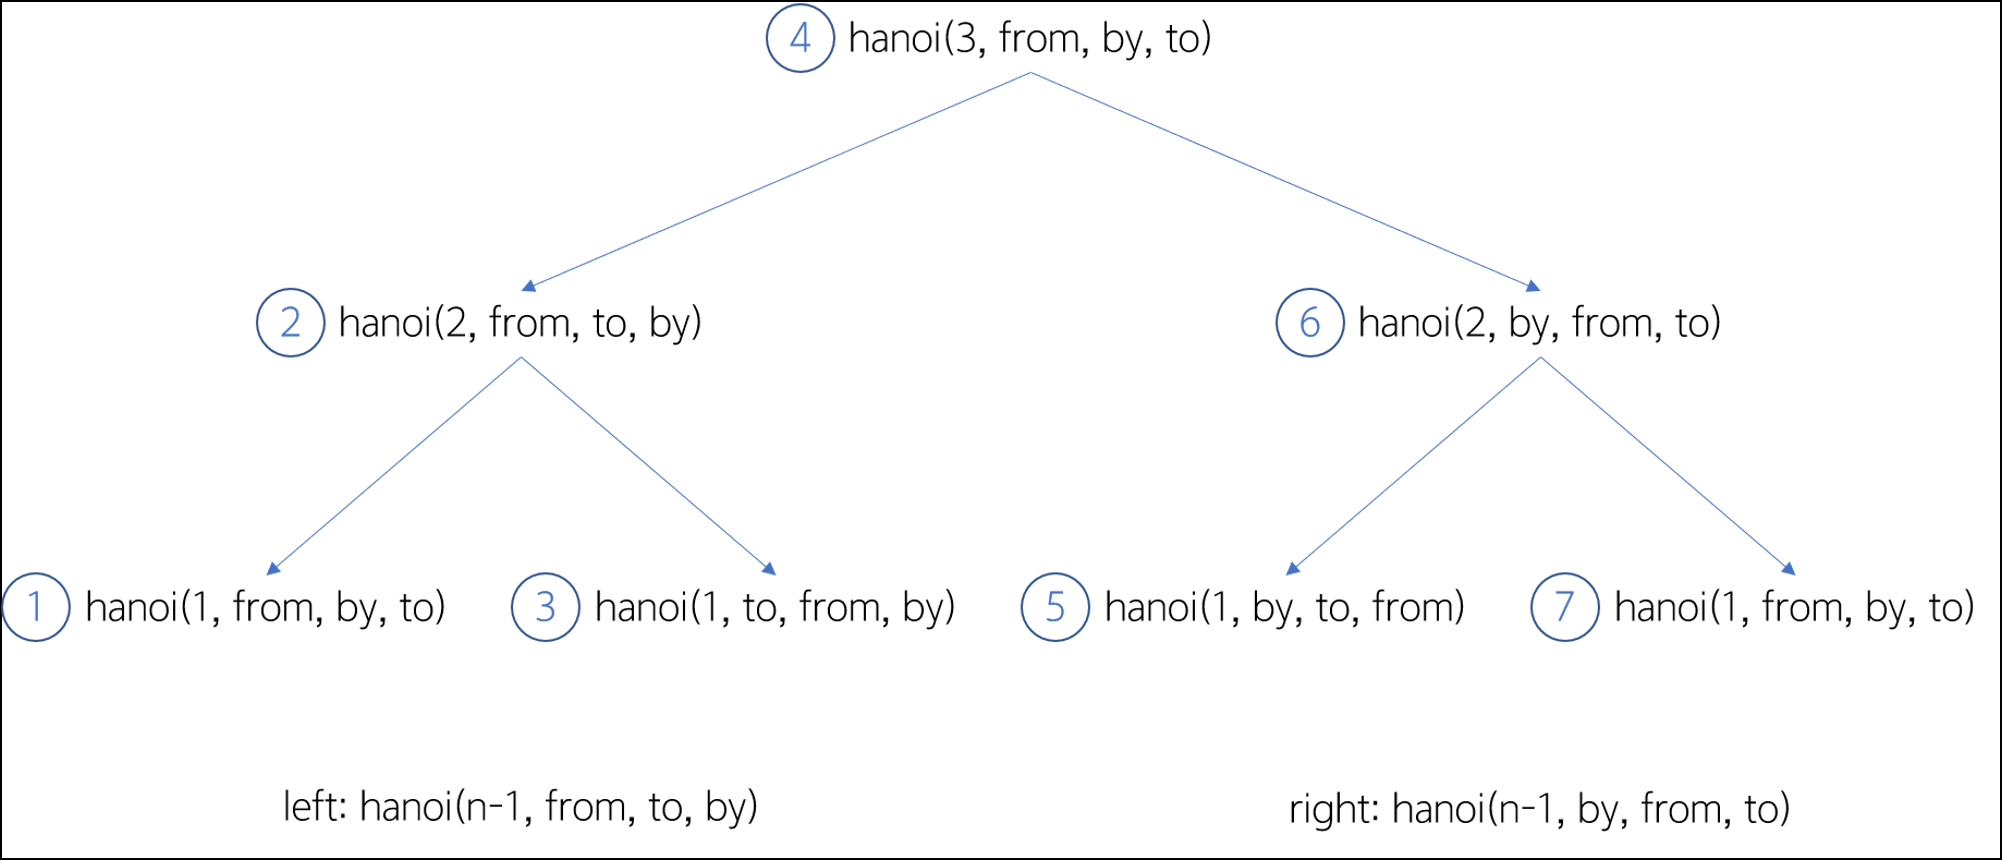 4 hanoi(3, from, by, to)
2 hanoi(2, from, to, by)
6 hanoi(2, by, from, to)
1 hanoi(1, from, by, to)
3 hanoi(1, to, from, by)
5 hanoi(1, by, to, from)
7 hanoi(1, from, by, to)
left: hanoi(n-1, from, to, by)
right: hanoi(n-1, by, from, to)